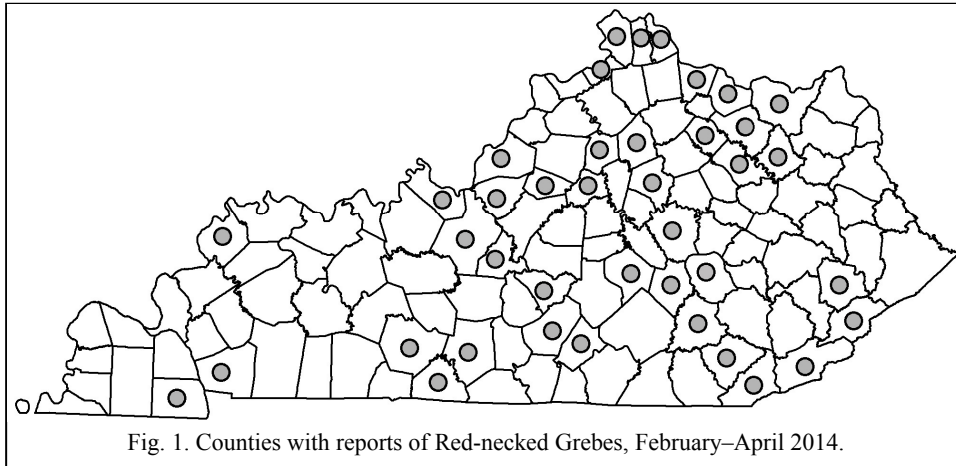 Fig. 1. Counties with reports of Red-necked Grebes, February–April 2014.